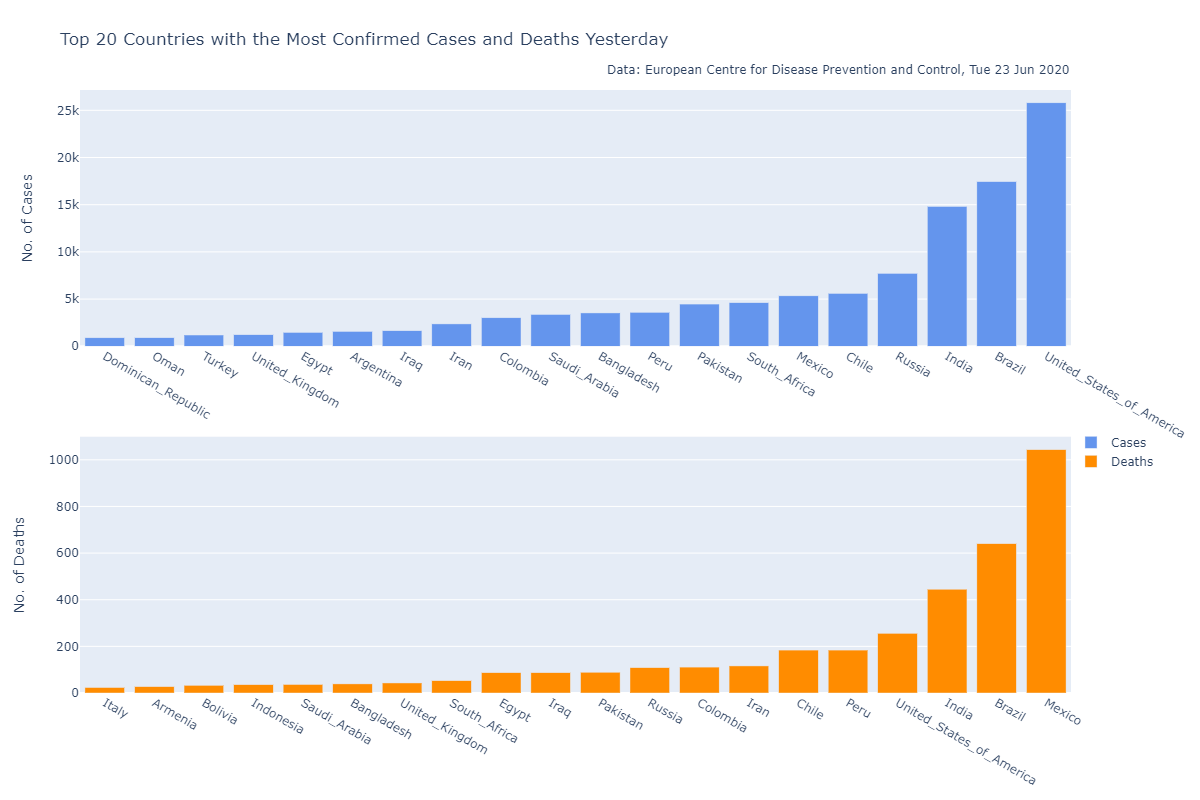 Top 20 Countries with the Most Confirmed Cases and Deaths Yesterday
Data: European Centre for Disease Prevention and Control, Tue 23 Jun 2020
No. of Cases
25k
20k
15k
10k
5k
0
Dominican_Republic
Oman
Turkey
United_Kingdom
Egypt
Argentina
Iraq
Iran
Colombia
Saudi_Arabia
Bangladesh
Peru
Pakistan
South_Africa
Mexico
Chile
Russia
India
Brazil
United_States_of_America
Cases
Deaths
No. of Deaths
1000
800
600
400
200
0
Italy
Armenia
Bolivia
Indonesia
Saudi_Arabia
Bangladesh
United_Kingdom
South_Africa
Egypt
Iraq
Pakistan
Russia
Colombia
Iran
Chile
Peru
United_States_of_America
India
Brazil
Mexico